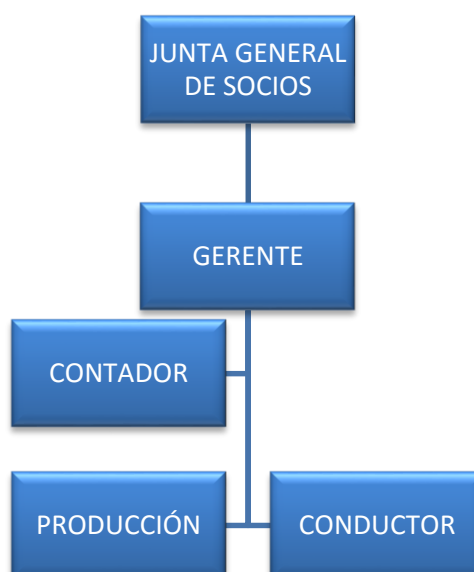 JUNTA GENERAL
DE SOCIOS
GERENTE
CONTADOR
PRODUCCIÓN
CONDUCTOR